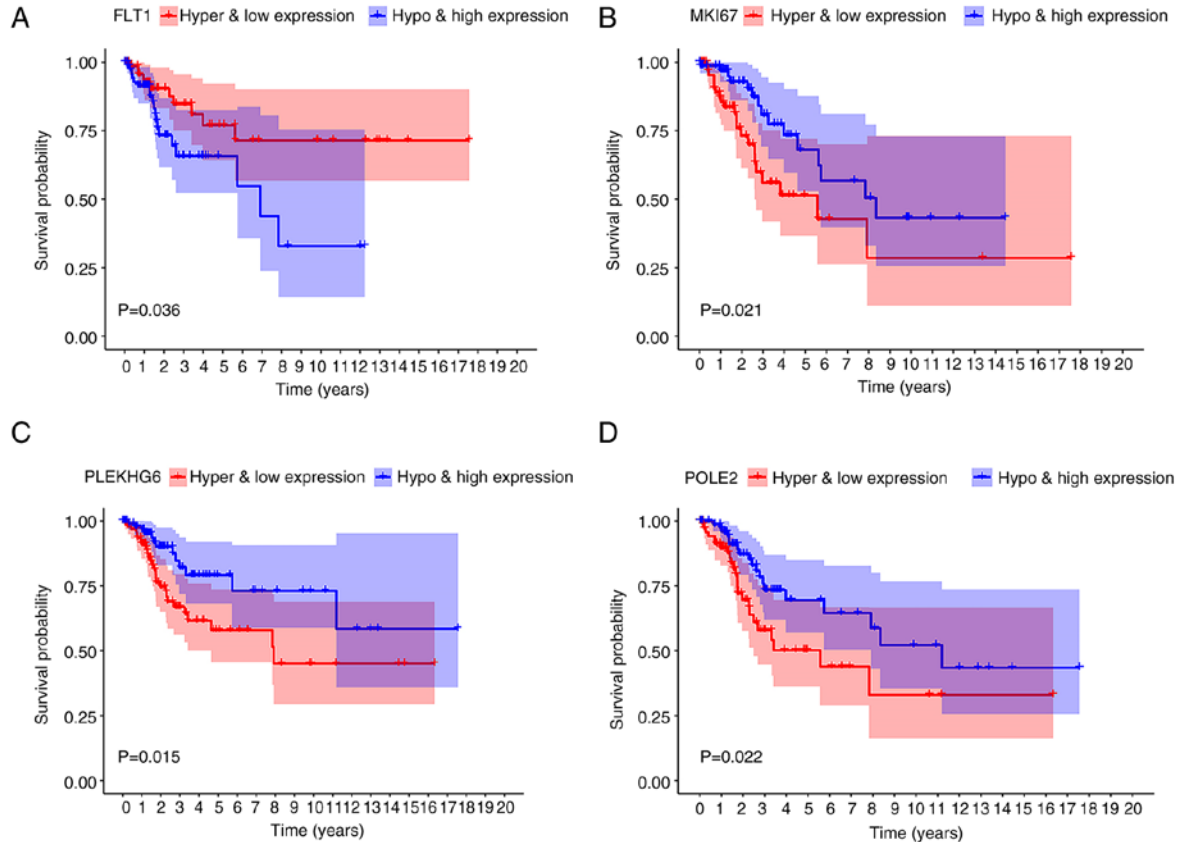 A
FLT1 Hyper & low expression Hypo & high expression
Survival probability
1.00
0.75
0.50
0.25
0.00
P=0.036
0 1 2 3 4 5 6 7 8 9 10 11 12 13 14 15 16 17 18 19 20
Time (years)
B
MKI67 Hyper & low expression Hypo & high expression
Survival probability
1.00
0.75
0.50
0.25
0.00
P=0.021
0 1 2 3 4 5 6 7 8 9 10 11 12 13 14 15 16 17 18 19 20
Time (years)
C
PLEKHG6 Hyper & low expression Hypo & high expression
Survival probability
1.00
0.75
0.50
0.25
0.00
P=0.015
0 1 2 3 4 5 6 7 8 9 10 11 12 13 14 15 16 17 18 19 20
Time (years)
D
POLE2 Hyper & low expression Hypo & high expression
Survival probability
1.00
0.75
0.50
0.25
0.00
P=0.022
0 1 2 3 4 5 6 7 8 9 10 11 12 13 14 15 16 17 18 19 20
Time (years)